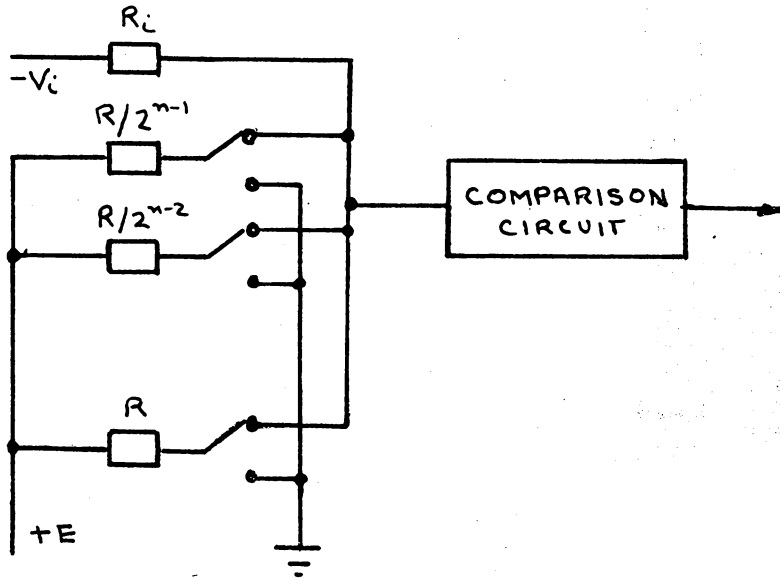 Ri
-Vi
R/2^n-1
R/2^n-2
COMPARISON
CIRCUIT
R
+E